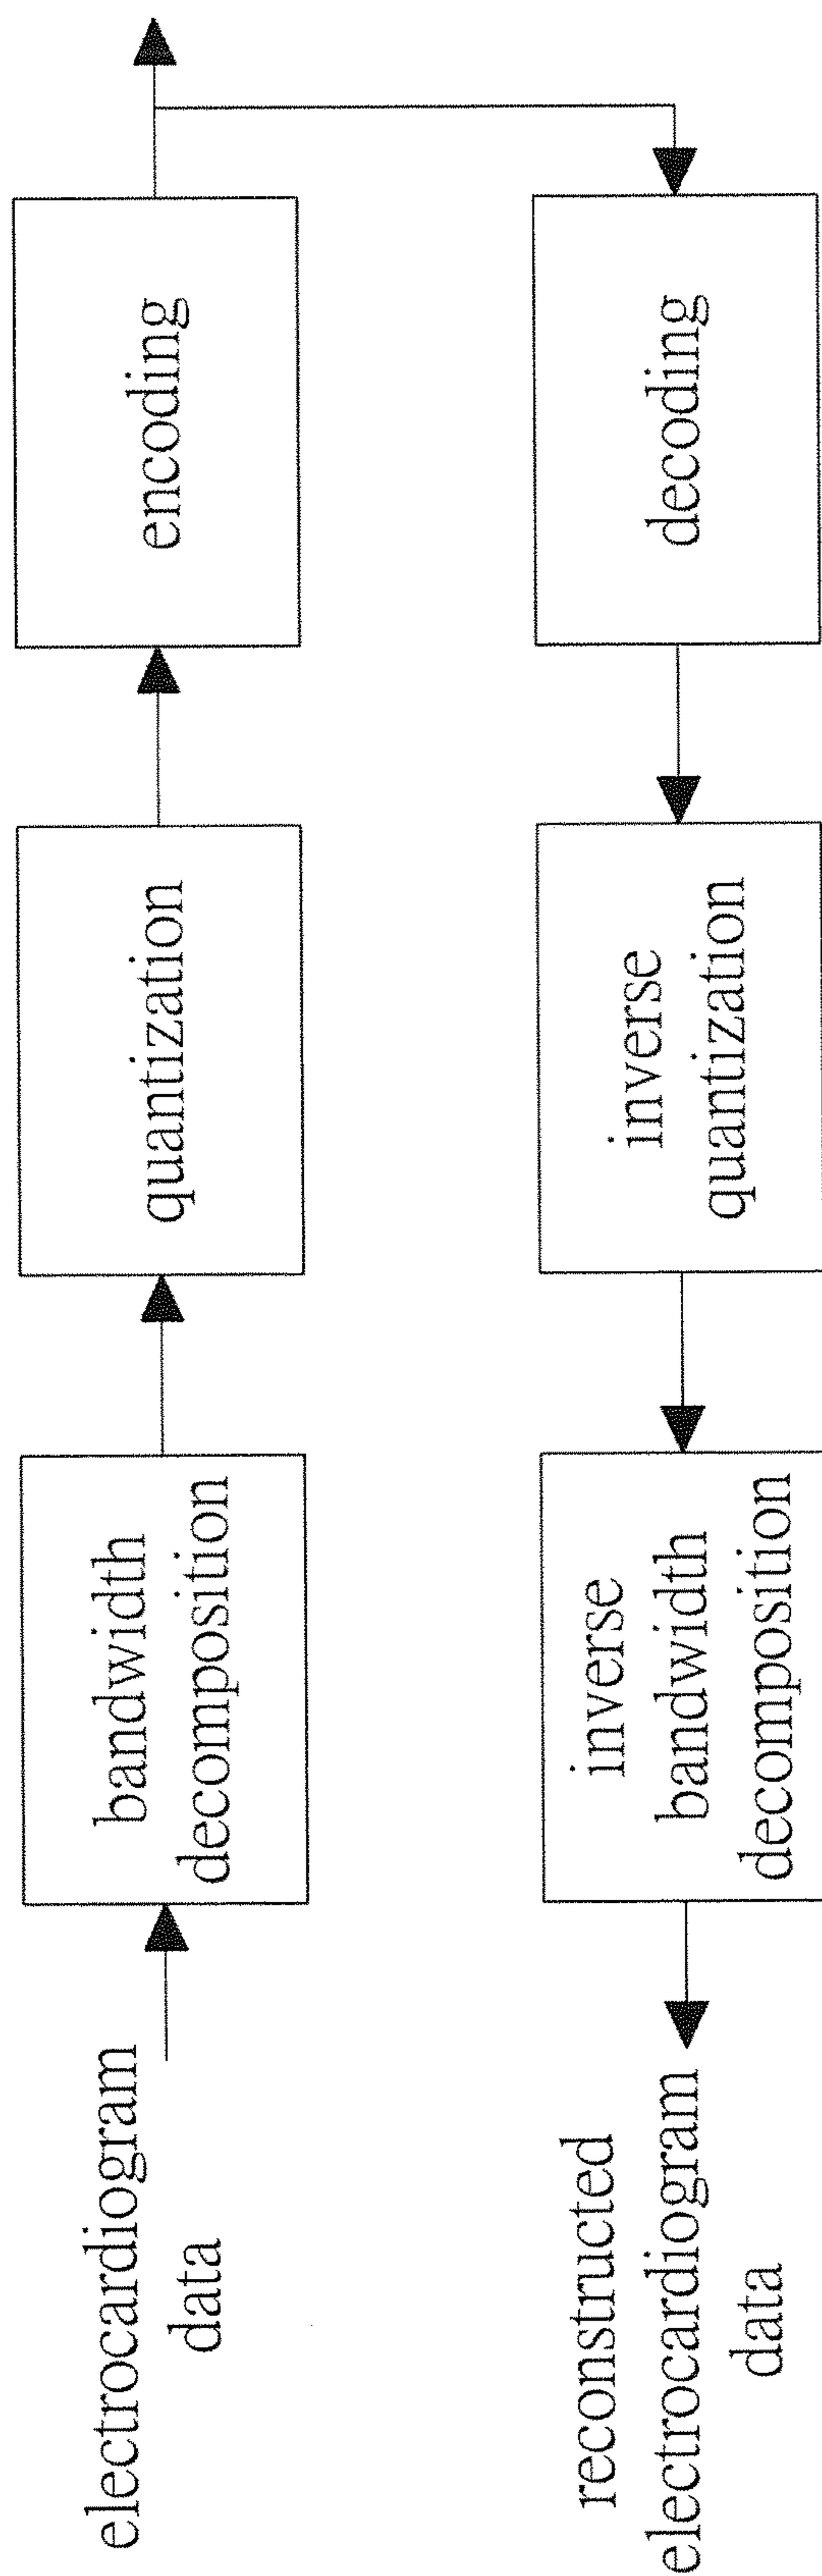 electrocardiogram
data
bandwidth
decomposition
quantization
encoding
decoding
inverse
quantization
inverse
bandwidth
decomposition
reconstructed
electrocardiogram
data